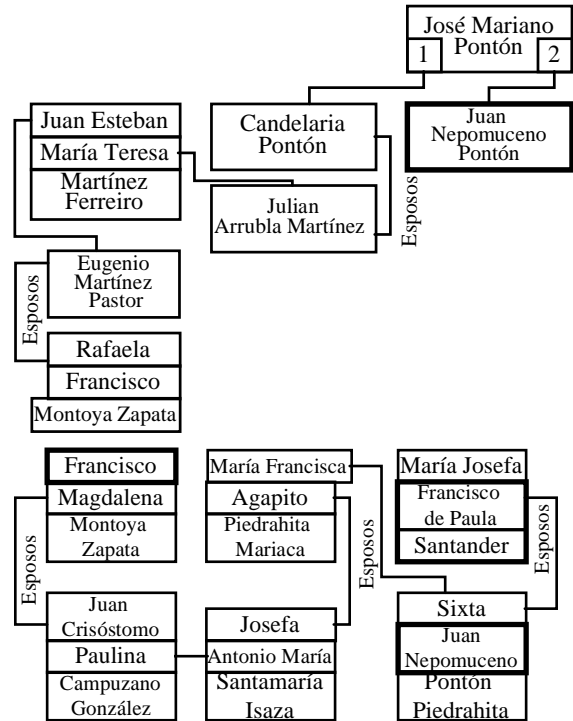 José Mariano
Pontón
1
2
Juan Esteban
María Teresa
Martínez
Ferreiro
Candelaria
Pontón
Juan
Nepomuceno
Pontón
Julian
Arrubla Martínez
Esposos
Eugenio
Martínez
Pastor
Esposos
Rafaela
Francisco
Montoya Zapata
Francisco
Magdalena
Montoya
Zapata
Esposos
Juan
Crisóstomo
Paulina
Campuzano
González
María Francisca
Agapito
Piedrahita
Mariaca
Esposos
Josefa
Antonio María
Santamaría
Isaza
María Josefa
Francisco
de Paula
Santander
Esposos
Sixta
Juan
Nepomuceno
Pontón
Piedrahita